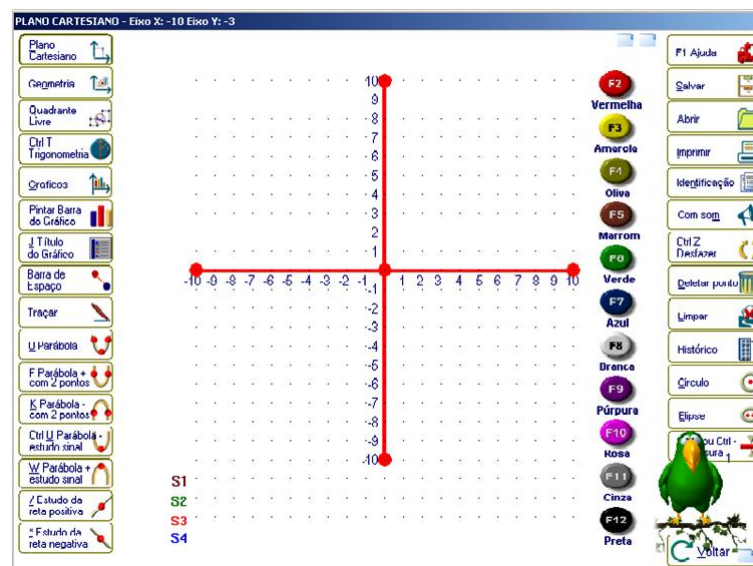 PLANO CARTESIANO - Eixo X: -10 Eixo Y: -3
Plano
Cartesiano
Geometria
Quadrante
Livre
Ctrl T
Trigonometria
Graficos
Pintar Barra
do Gráfico
J Título
do Gráfico
Barra de
Espaço
Traçar
U Parábola
F Parábola +
com 2 pontos
K Parábola -
com 2 pontos
Ctrl U Parábola -
estudo sinal
W Parábola +
estudo sinal
/ Estudo da
reta positiva
* Estudo da
reta negativa
10
9
8
7
6
5
4
3
2
1
-10 -9 -8 -7 -6 -5 -4 -3 -2 -1 1 2 3 4 5 6 7 8 9 10
-1
-2
-3
-4
-5
-6
-7
-8
-9
-10
S1
S2
S3
S4
F2
Vermelha
F3
Amarela
F4
Oliva
F5
Marrom
F6
Verde
F7
Azul
F8
Branca
F9
Púrpura
F10
Rosa
F11
Cinza
F12
Preta
F1 Ajuda
Salvar
Abrir
Imprimir
Identificação
Com som
Ctrl Z
Desfazer
Deletar ponto
Limpar
Histórico
Círculo
Elipse
ou Ctrl -
sura 1
Voltar